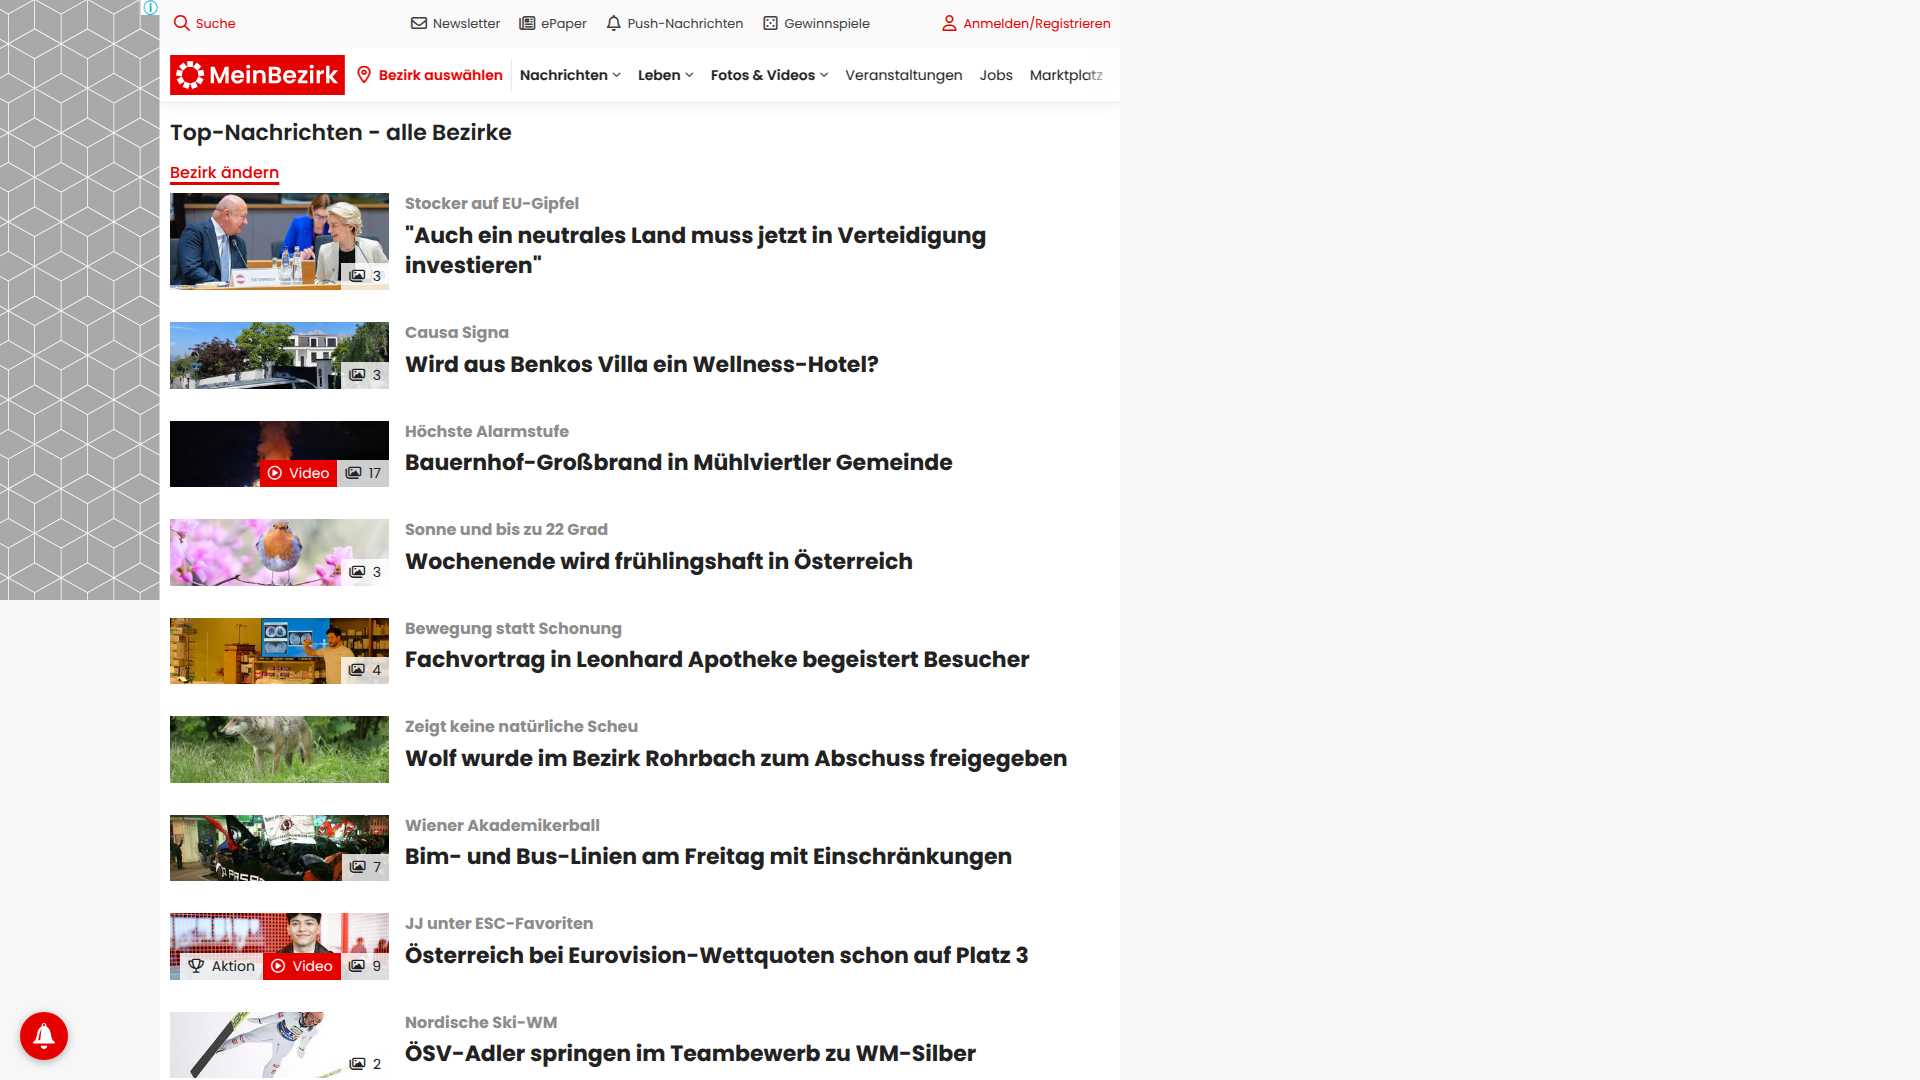 Suche
Newsletter
ePaper
Push-Nachrichten
Gewinnspiele
Anmelden/Registrieren
MeinBezirk
Bezirk auswählen
Nachrichten
Leben
Fotos & Videos
Veranstaltungen
Jobs
Marktplatz
Top-Nachrichten - alle Bezirke
Bezirk ändern
3
Stocker auf EU-Gipfel
"Auch ein neutrales Land muss jetzt in Verteidigung
investieren"
3
Causa Signa
Wird aus Benkos Villa ein Wellness-Hotel?
Video
17
Höchste Alarmstufe
Bauernhof-Großbrand in Mühlviertler Gemeinde
3
Sonne und bis zu 22 Grad
Wochenende wird frühlingshaft in Österreich
4
Bewegung statt Schonung
Fachvortrag in Leonhard Apotheke begeistert Besucher
Zeigt keine natürliche Scheu
Wolf wurde im Bezirk Rohrbach zum Abschuss freigegeben
7
Wiener Akademikerball
Bim- und Bus-Linien am Freitag mit Einschränkungen
Aktion
Video
9
JJ unter ESC-Favoriten
Österreich bei Eurovision-Wettquoten schon auf Platz 3
2
Nordische Ski-WM
ÖSV-Adler springen im Teambewerb zu WM-Silber